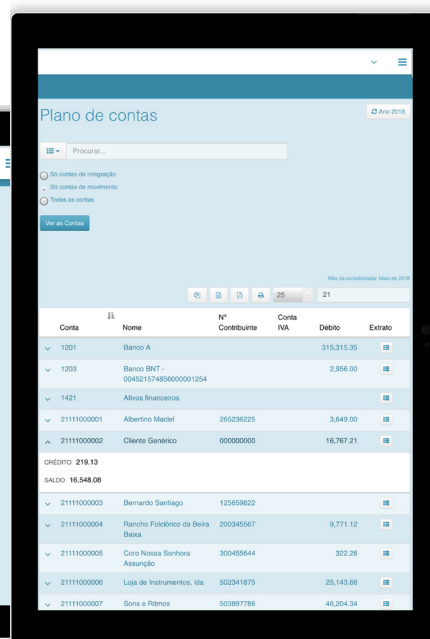 Plano de contas
Ano 2018
Procurar...
Só contas de integração
Só contas de movimento
Todas as contas
Ver as Contas
Mês da contabilidade: Maio de 2018
25
21
Conta Nome Nº Contribuinte Conta IVA Débito Extrato
1201 Banco A 315,315.35
1203 Banco BNT - 2,956.00
004521574856000001254
1421 Ativos financeiros
21111000001 Albertino Maciel 265236225 3,649.00
21111000002 Cliente Genérico 000000000 16,767.21
CRÉDITO 219.13
SALDO 16,548.08
21111000003 Bernardo Santiago 125659822
21111000004 Rancho Folclórico da Beira 200345567 9,771.12
Baixa
21111000005 Coro Nossa Senhora 300455644 322.26
Assunção
21111000006 Loja de Instrumentos, lda 502341875 25,143.66
21111000007 Sons e Ritmos 503897786 46,204.34